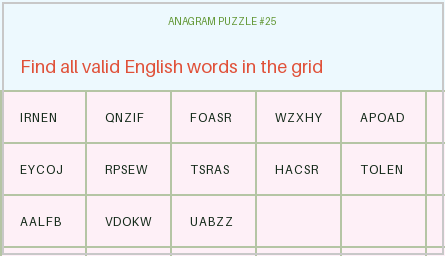 ANAGRAM PUZZLE #25
Find all valid English words in the grid
IRNEN QNZIF FOASR WZXHY APOAD
EYCOJ RPSEW TSRAS HACSR TOLEN
AALFB VDOKW UABZZ